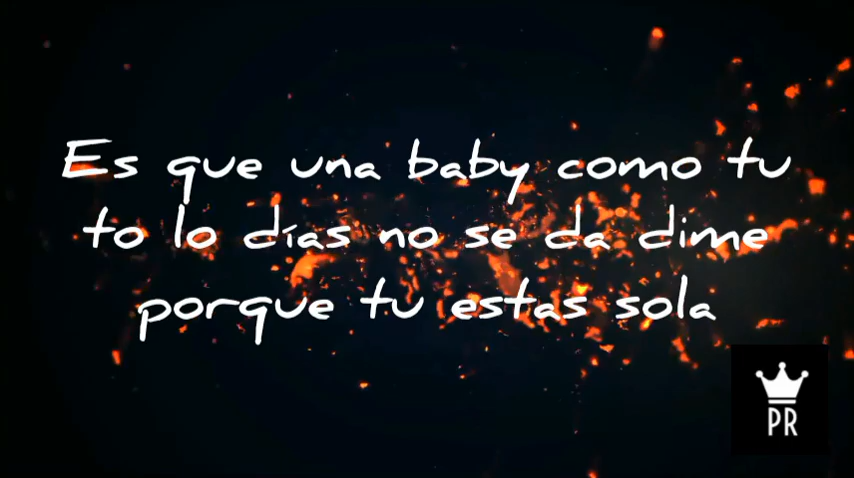 Es que una baby como tu
to lo días no se da dime
porque tu estas sola
PR